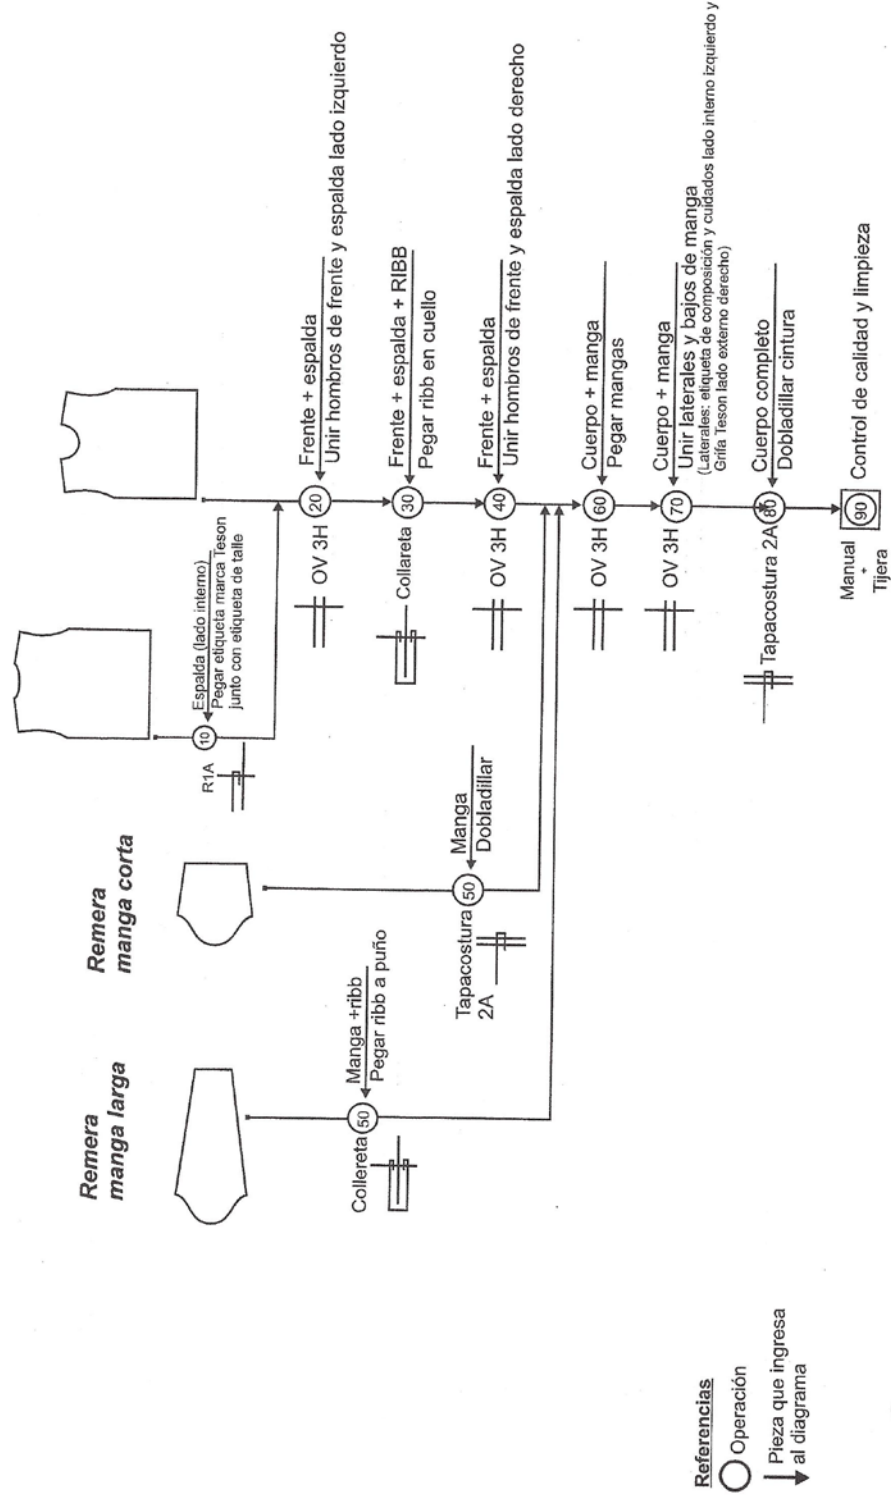 Remera
manga larga
Remera
manga corta
Collereta
50
Manga +ribb
Pegar ribb a puño
Tapacostura
2A
50
Manga
Dobladillar
R1A
10
Espalda (lado interno)
Pegar etiqueta marca Teson
junto con etiqueta de talle
OV 3H
20
Frente + espalda
Unir hombros de frente y espalda lado izquierdo
Collareta
30
Frente + espalda + RIBB
Pegar ribb en cuello
OV 3H
40
Frente + espalda
Unir hombros de frente y espalda lado derecho
OV 3H
60
Cuerpo + manga
Pegar mangas
OV 3H
70
Cuerpo + manga
Unir laterales y bajos de manga
(Laterales: etiqueta de composición y cuidados lado interno izquierdo y
Grifa Teson lado externo derecho)
Tapacostura 2A
80
Cuerpo completo
Dobladillar cintura
Manual
+
Tijera
90
Control de calidad y limpieza
Referencias
Operación
Pieza que ingresa
al diagrama